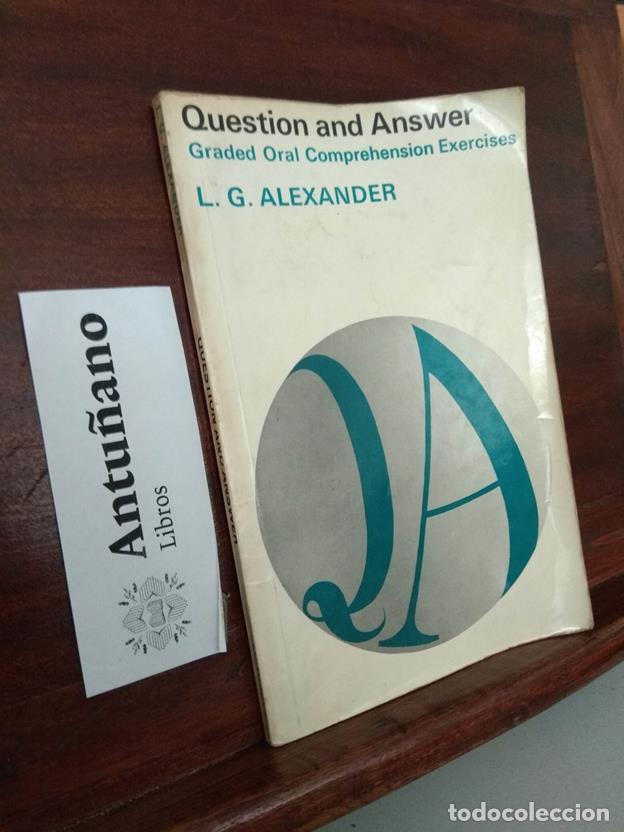 Question and Answer
Graded Oral Comprehension Exercises
L. G. ALEXANDER
QA
Antuñano
Libros
todocoleccion